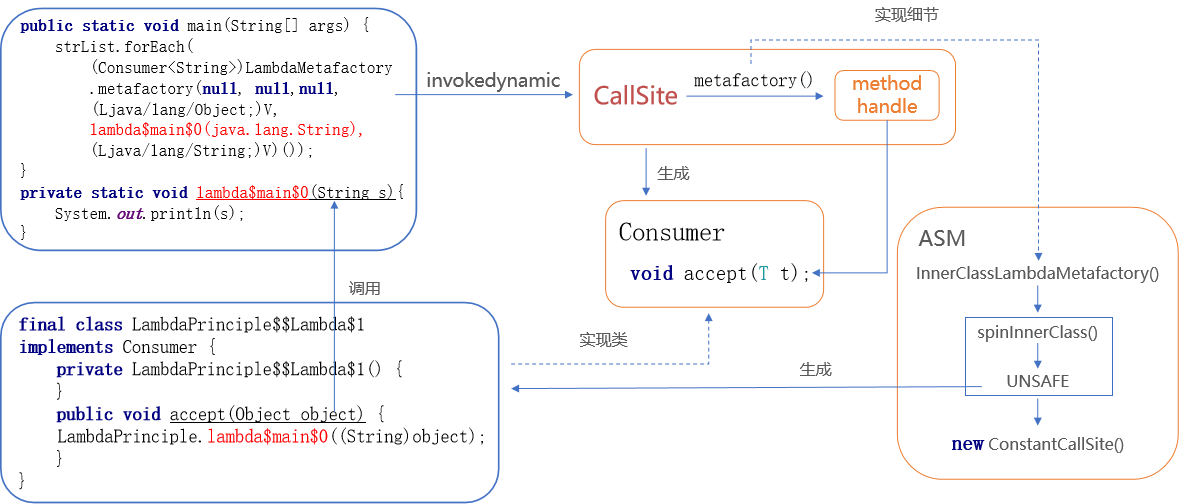 public static void main(String[] args) {
strList.forEach(
(Consumer<String>)LambdaMetafactory
.metafactory(null, null,null,
(Ljava/lang/Object;)V,
lambda$main$0(java.lang.String),
(Ljava/lang/String;)V)());
}
private static void lambda$main$0(String s){
System.out.println(s);
}
invokedynamic
实现细节
CallSite
metafactory()
method
handle
生成
Consumer
void accept(T t);
ASM
InnerClassLambdaMetafactory()
spinInnerClass()
UNSAFE
new ConstantCallSite()
调用
实现类
生成
final class LambdaPrinciple$$Lambda$1
implements Consumer {
private LambdaPrinciple$$Lambda$1() {
}
public void accept(Object object) {
LambdaPrinciple.lambda$main$0((String)object);
}
}